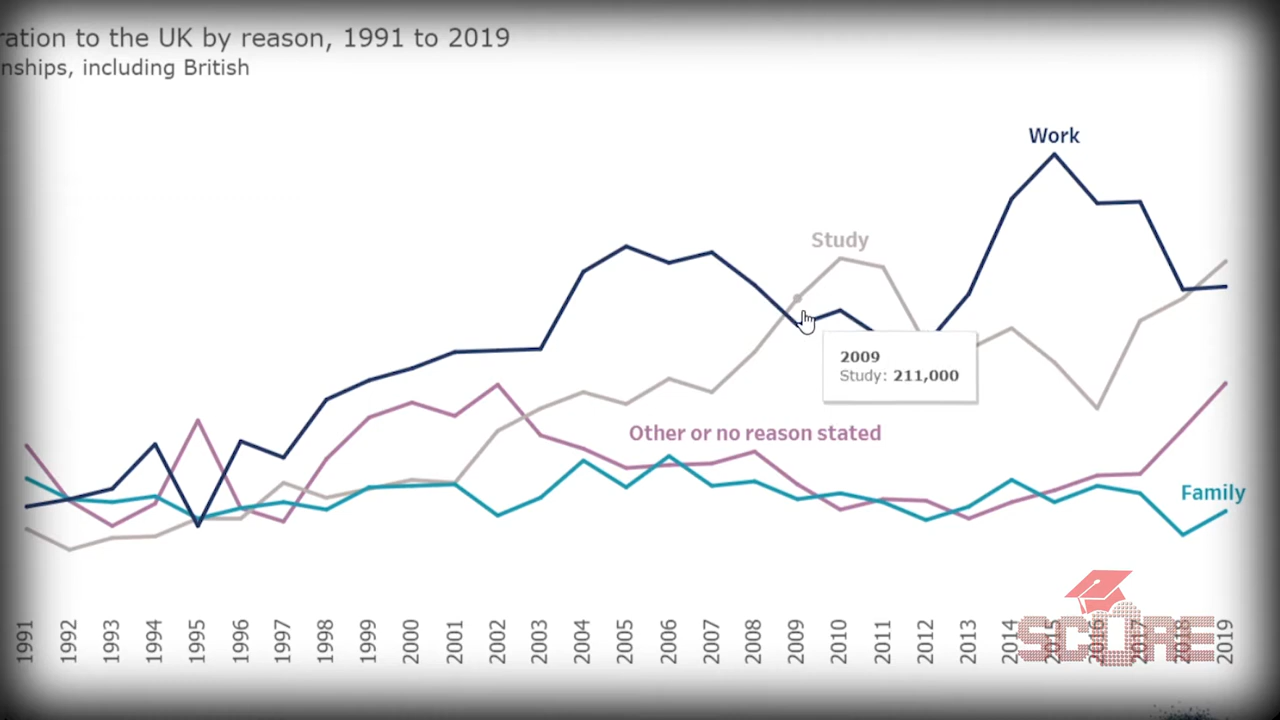 ration to the UK by reason, 1991 to 2019
nships, including British
Work
Study
2009
Study: 211,000
Other or no reason stated
Family
1991 1992 1993 1994 1995 1996 1997 1998 1999 2000 2001 2002 2003 2004 2005 2006 2007 2008 2009 2010 2011 2012 2013 2014 2015 2016 2017 2018 2019
SCORE